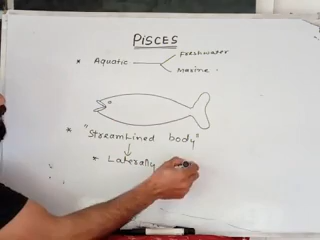 PISCES
Freshwater
* Aquatic
Marine
* "Streamlined body"
* Laterally